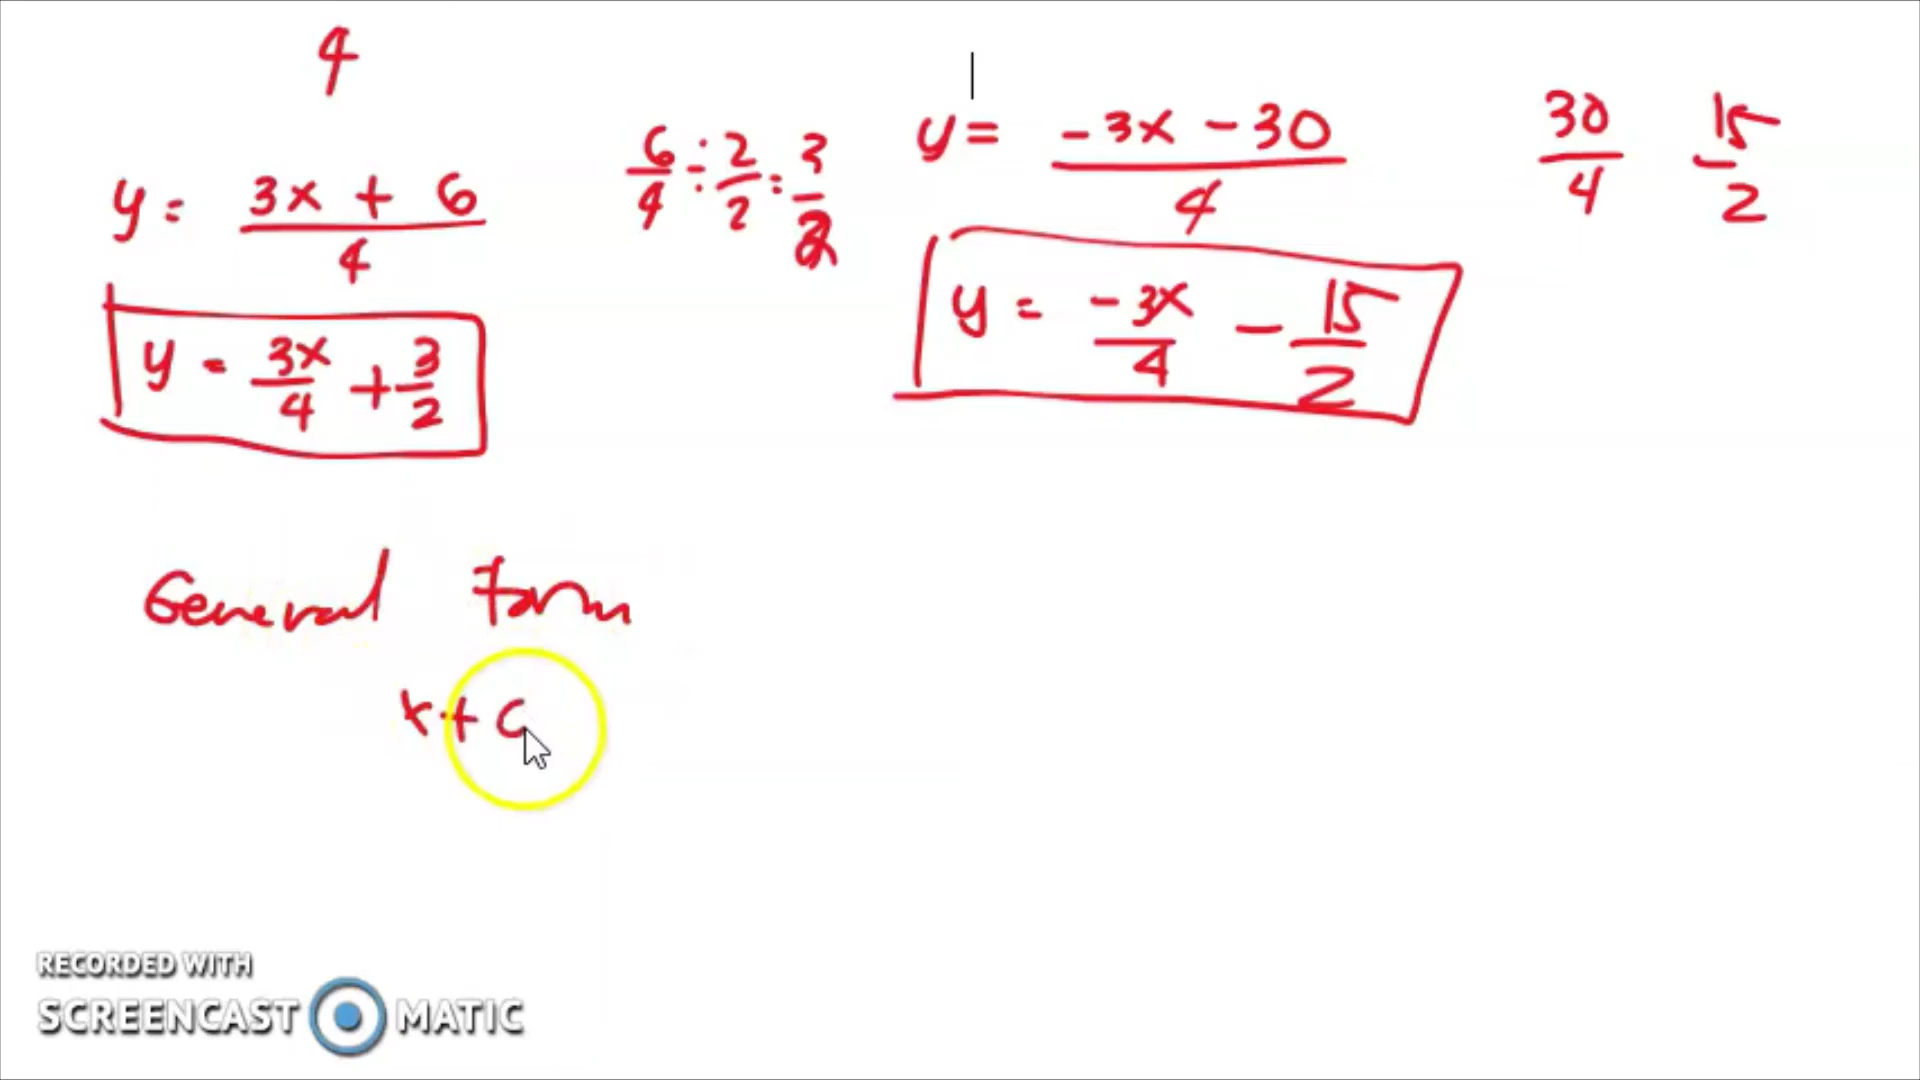 4
y = 3x + 6 / 4
6/4 ÷ 2/2 = 3/2
y = 3x/4 + 3/2
y = -3x - 30 / 4
30/4 15/2
y = -3x/4 - 15/2
General Form
x + C
RECORDED WITH
SCREENCAST MATIC